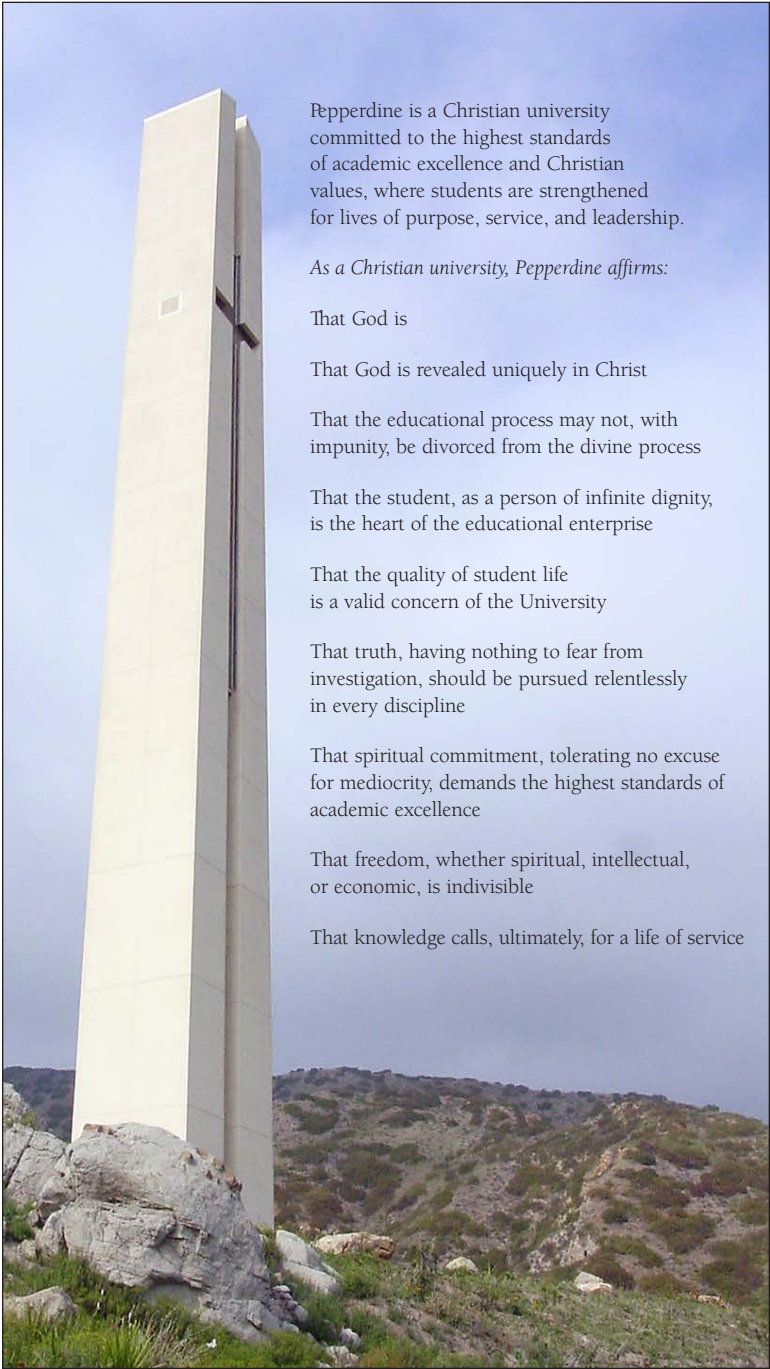 Pepperdine is a Christian university
committed to the highest standards
of academic excellence and Christian
values, where students are strengthened
for lives of purpose, service, and leadership.
As a Christian university, Pepperdine affirms:
That God is
That God is revealed uniquely in Christ
That the educational process may not, with
impunity, be divorced from the divine process
That the student, as a person of infinite dignity,
is the heart of the educational enterprise
That the quality of student life
is a valid concern of the University
That truth, having nothing to fear from
investigation, should be pursued relentlessly
in every discipline
That spiritual commitment, tolerating no excuse
for mediocrity, demands the highest standards of
academic excellence
That freedom, whether spiritual, intellectual,
or economic, is indivisible
That knowledge calls, ultimately, for a life of service